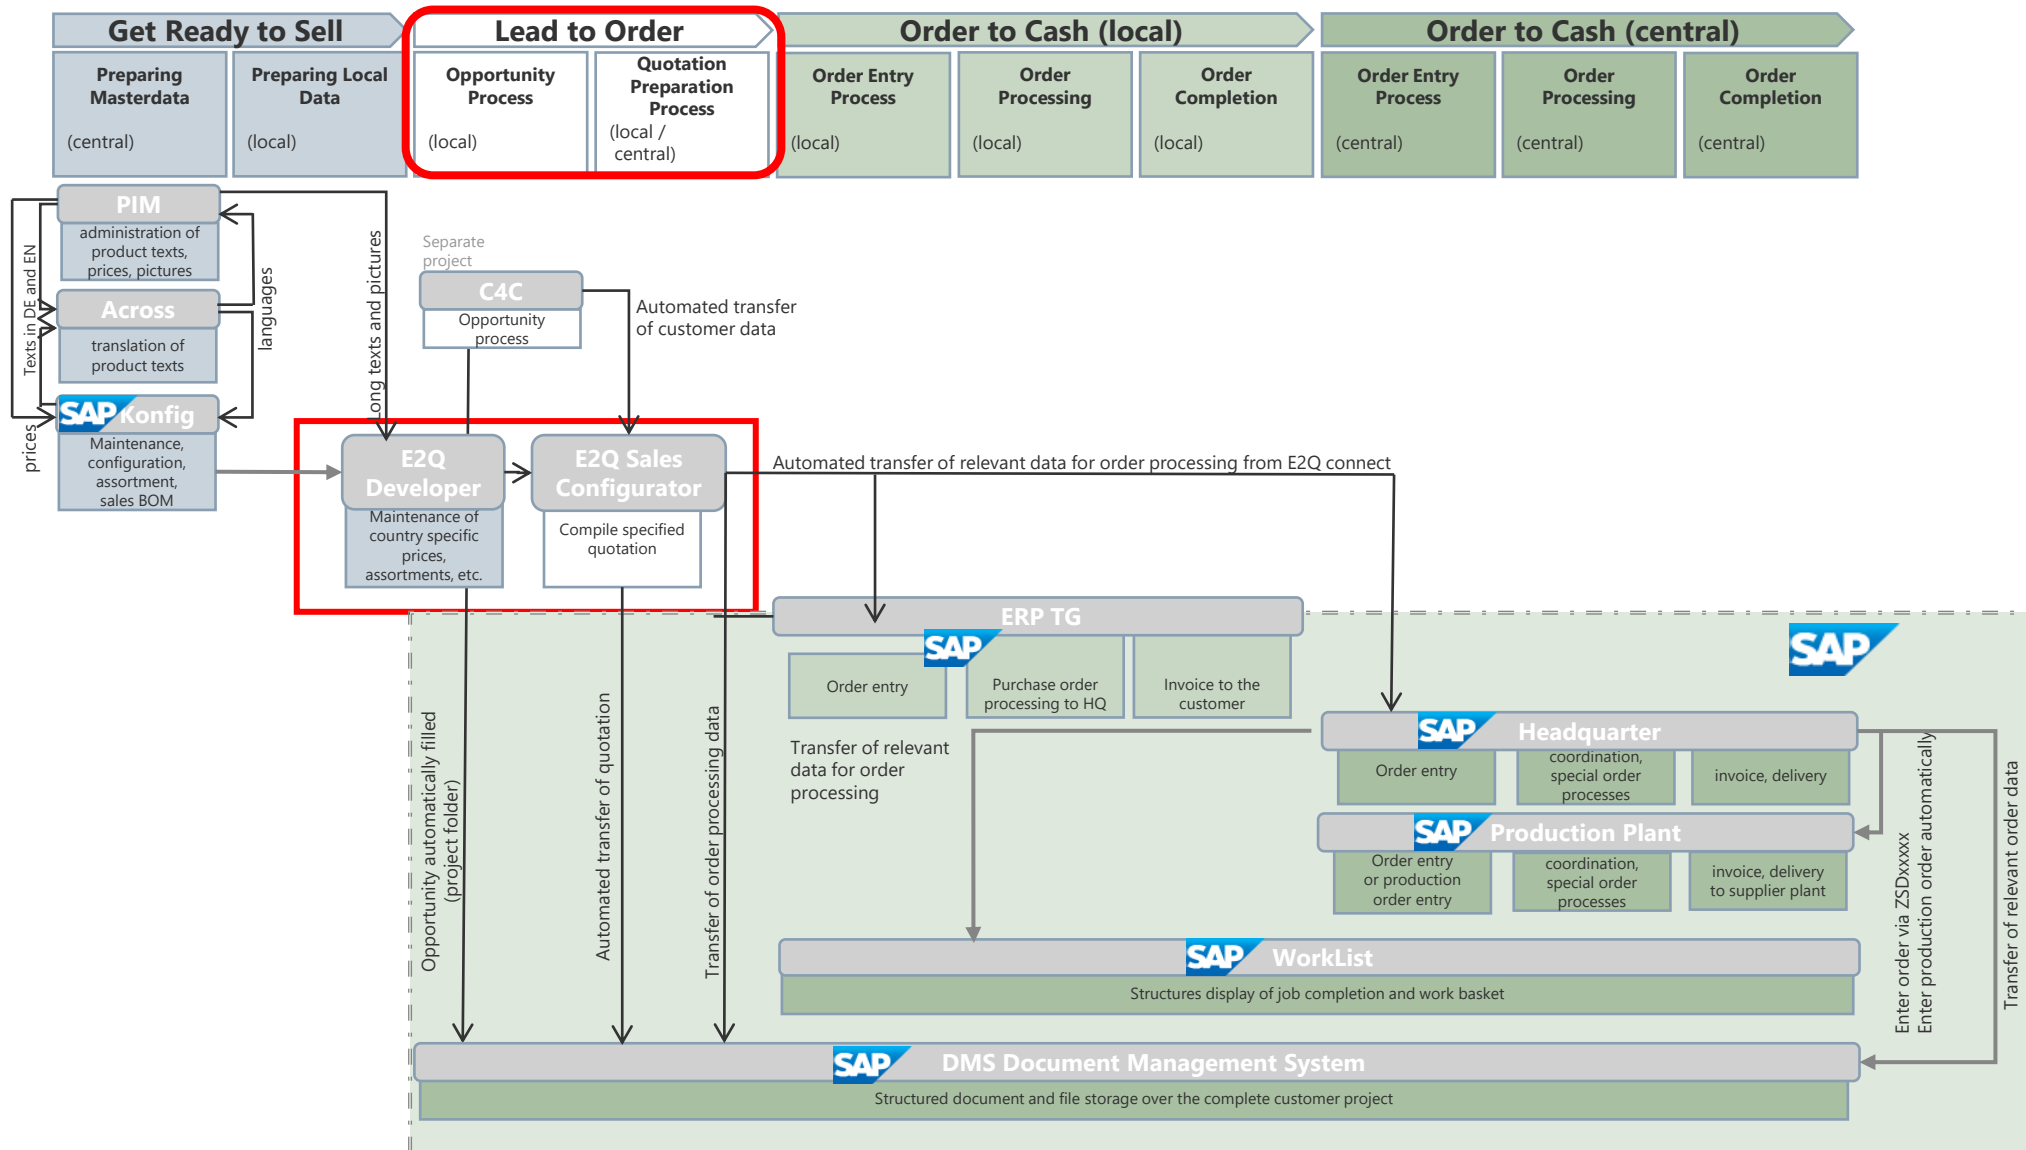 Get Ready to Sell
Lead to Order
Order to Cash (local)
Order to Cash (central)
Preparing
Masterdata
(central)
Preparing Local
Data
(local)
Opportunity
Process
(local)
Quotation
Preparation
Process
(local /
central)
Order Entry
Process
(local)
Order
Processing
(local)
Order
Completion
(local)
Order Entry
Process
(central)
Order
Processing
(central)
Order
Completion
(central)
PIM
administration of
product texts,
prices, pictures
Across
translation of
product texts
SAP Konfig
Maintenance,
configuration,
assortment,
sales BOM
Texts in DE and EN
prices
languages
Long texts and pictures
Separate
project
C4C
Opportunity
process
Automated transfer
of customer data
E2Q
Developer
Maintenance of
country specific
prices,
assortments, etc.
E2Q Sales
Configurator
Compile specified
quotation
Automated transfer of relevant data for order processing from E2Q connect
ERP TG
SAP
Order entry
Purchase order
processing to HQ
Invoice to the
customer
SAP
Opportunity automatically filled
(project folder)
Automated transfer of quotation
Transfer of order processing data
Transfer of relevant
data for order
processing
SAP Headquarter
Order entry
coordination,
special order
processes
invoice, delivery
SAP Production Plant
Order entry
or production
order entry
coordination,
special order
processes
invoice, delivery
to supplier plant
Enter order via ZSDxxxxx
Enter production order automatically
Transfer of relevant order data
SAP WorkList
Structures display of job completion and work basket
SAP DMS Document Management System
Structured document and file storage over the complete customer project